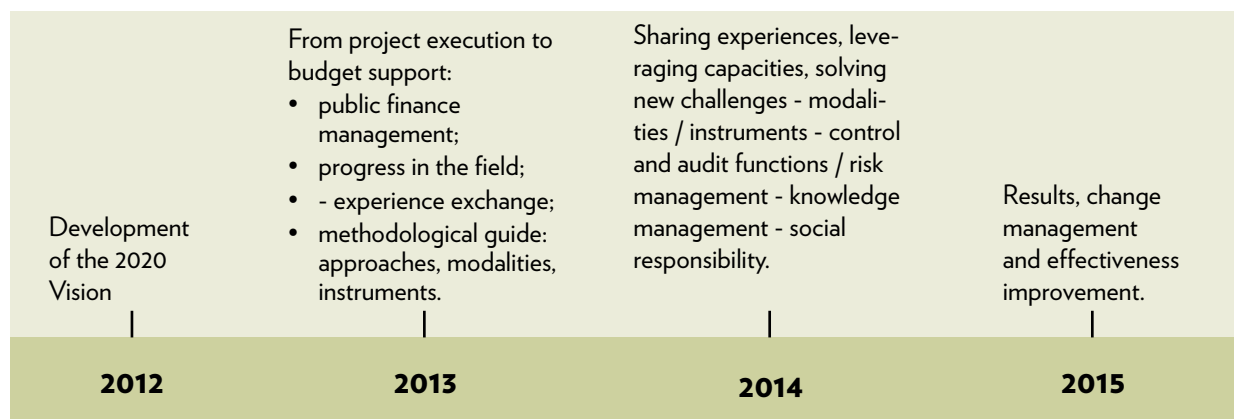 Development
of the 2020
Vision
2012
From project execution to
budget support:
• public finance
management;
• progress in the field;
• - experience exchange;
• methodological guide:
approaches, modalities,
instruments.
2013
Sharing experiences, leve-
raging capacities, solving
new challenges - modali-
ties / instruments - control
and audit functions / risk
management - knowledge
management - social
responsibility.
2014
Results, change
management
and effectiveness
improvement.
2015